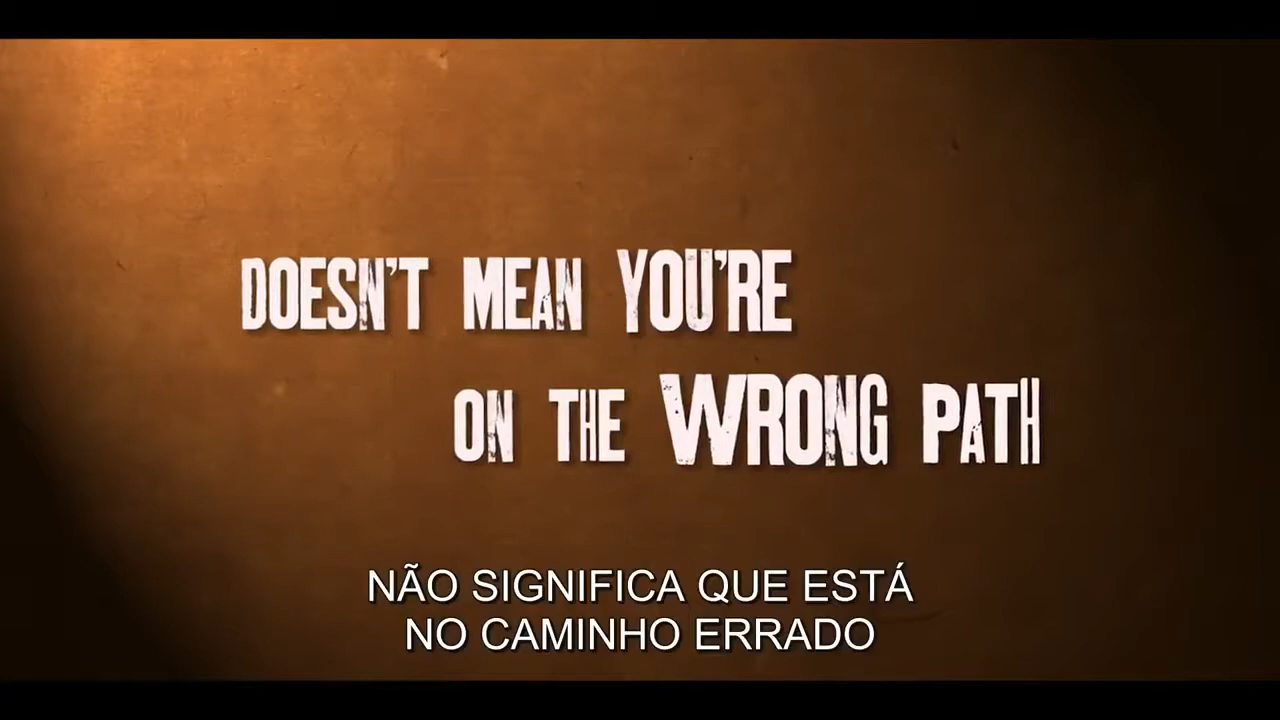 DOESN'T MEAN YOU'RE
ON THE WRONG PATH
NÃO SIGNIFICA QUE ESTÁ
NO CAMINHO ERRADO